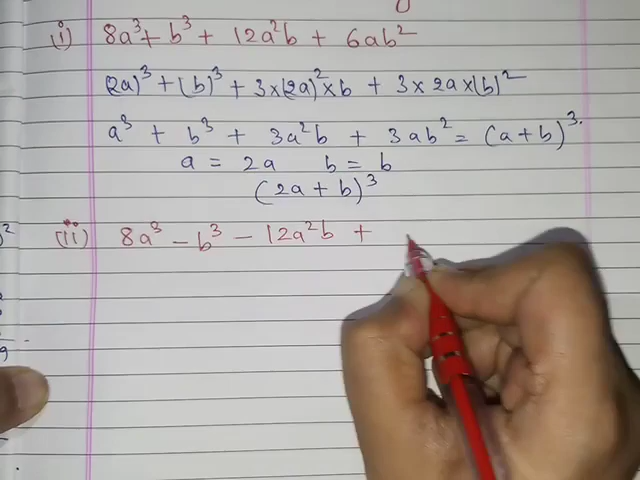 (i) 8a³ + b³ + 12a²b + 6ab²
(2a)³ + (b)³ + 3×(2a)²×b + 3×2a×(b)²
a³ + b³ + 3a²b + 3ab² = (a+b)³.
a = 2a b = b
(2a + b)³
(ii) 8a³ - b³ - 12a²b +